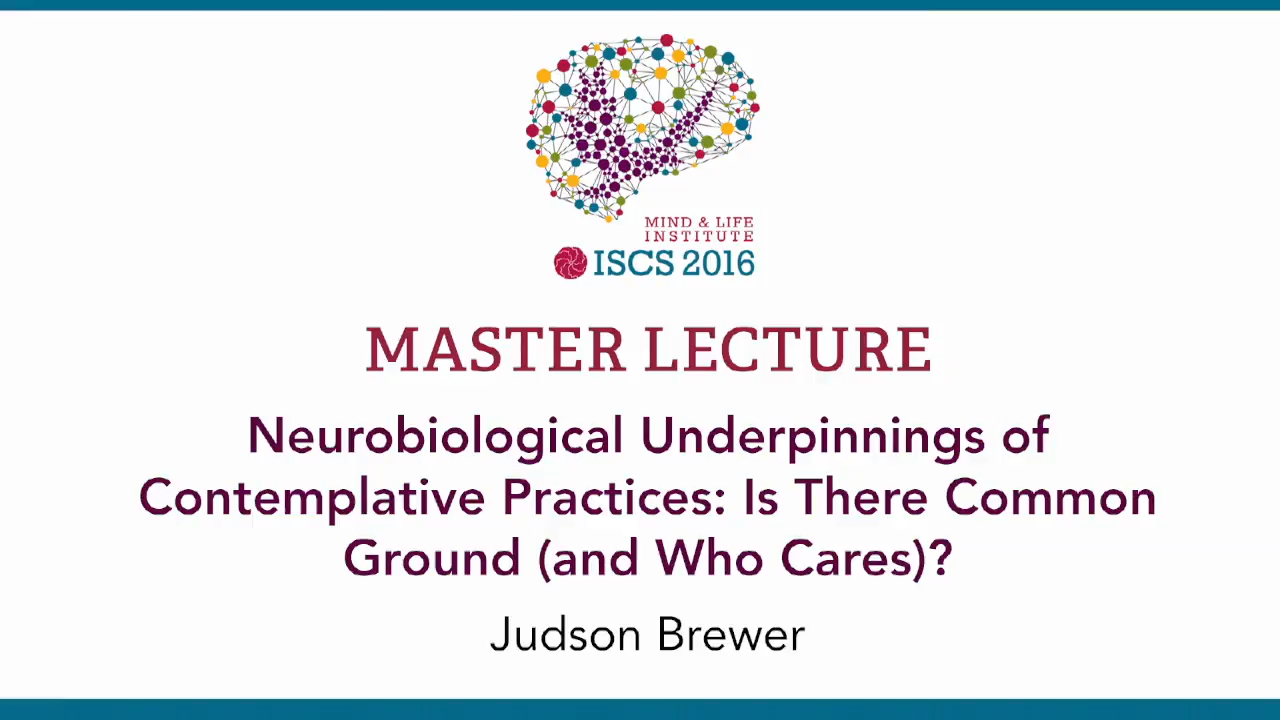 MIND & LIFE
INSTITUTE
ISCS 2016
MASTER LECTURE
Neurobiological Underpinnings of
Contemplative Practices: Is There Common
Ground (and Who Cares)?
Judson Brewer